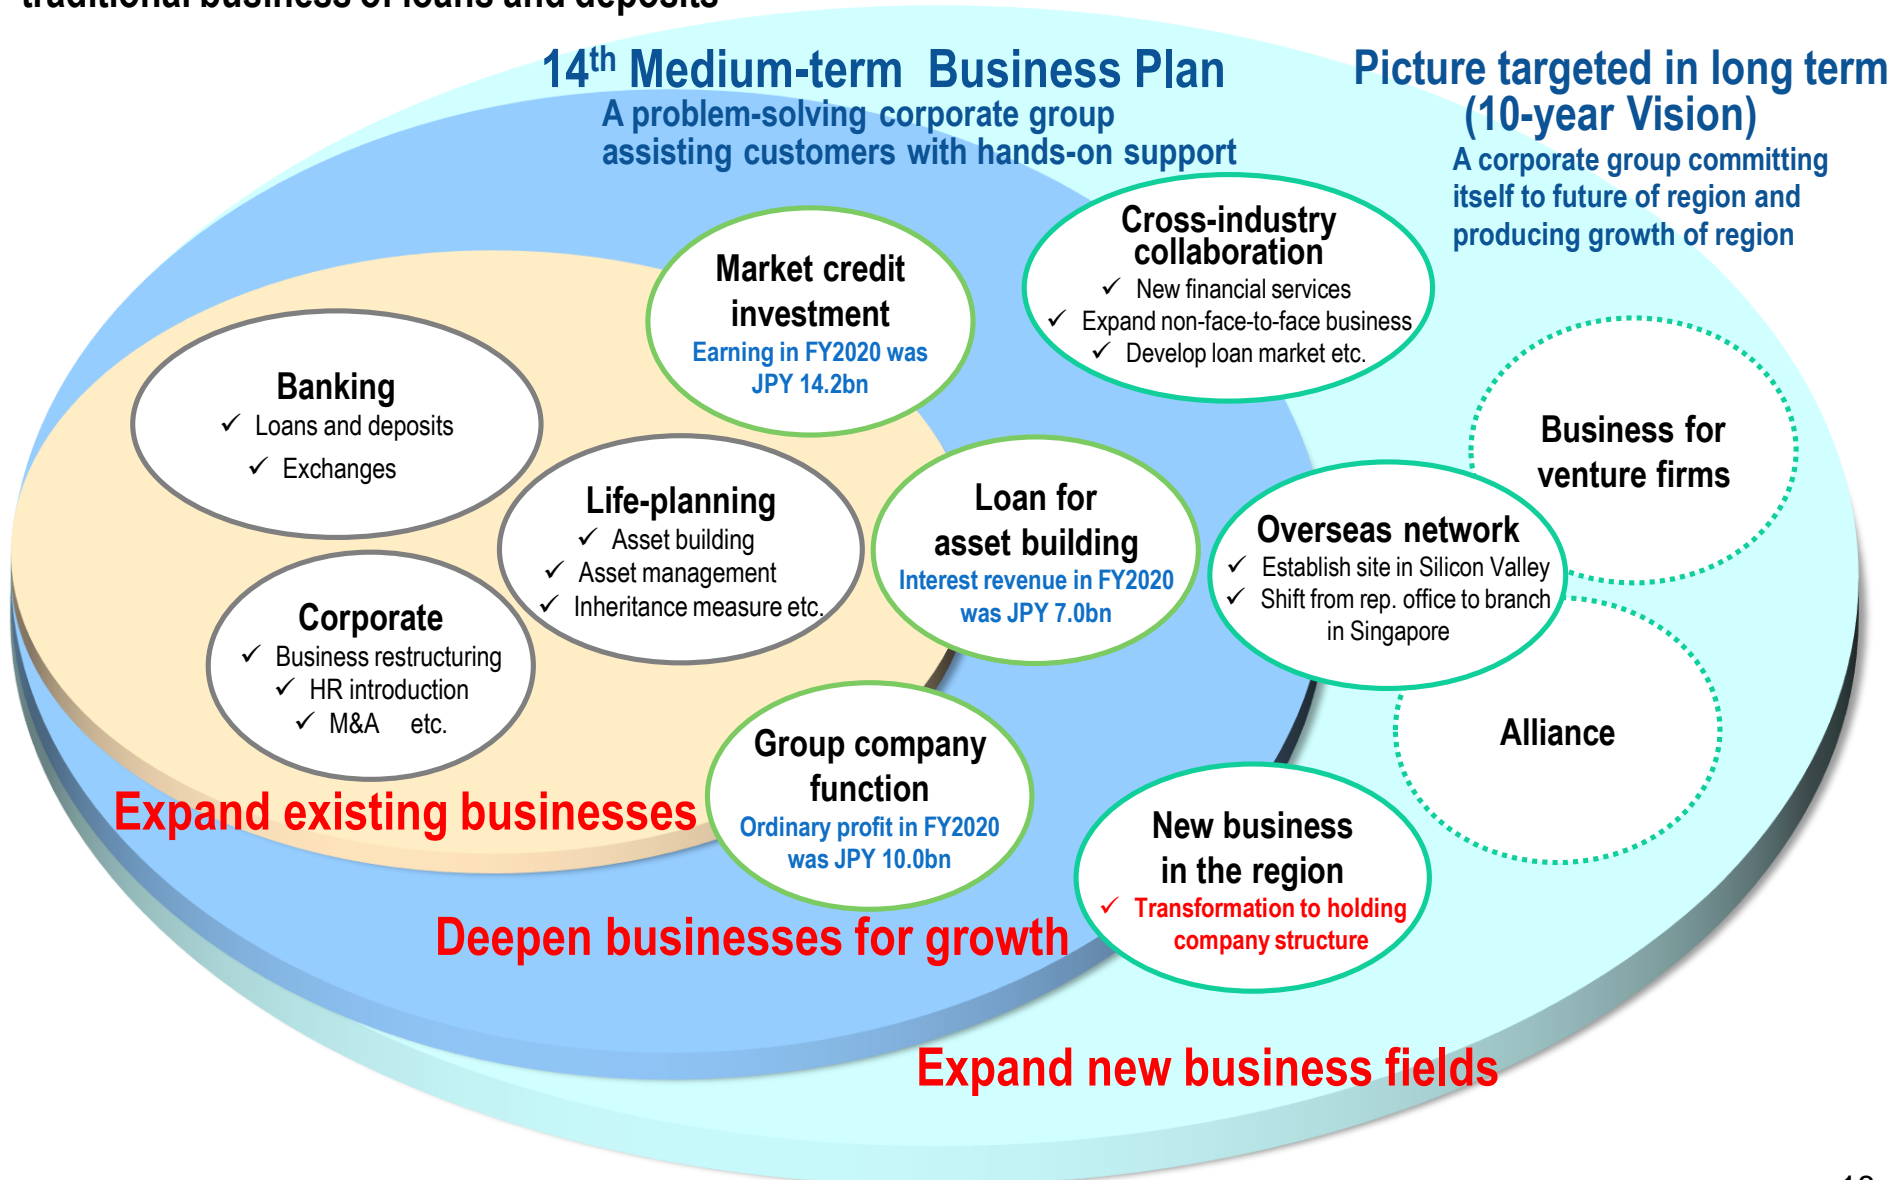 traditional business of loans and deposits
14th Medium-term Business Plan
A problem-solving corporate group
assisting customers with hands-on support
Picture targeted in long term
(10-year Vision)
A corporate group committing
itself to future of region and
producing growth of region
Cross-industry
collaboration
✓ New financial services
✓ Expand non-face-to-face business
✓ Develop loan market etc.
Market credit
investment
Earning in FY2020 was
JPY 14.2bn
Banking
✓ Loans and deposits
✓ Exchanges
Life-planning
✓ Asset building
✓ Asset management
✓ Inheritance measure etc.
Loan for
asset building
Interest revenue in FY2020
was JPY 7.0bn
Business for
venture firms
Overseas network
✓ Establish site in Silicon Valley
✓ Shift from rep. office to branch
in Singapore
Corporate
✓ Business restructuring
✓ HR introduction
✓ M&A etc.
Alliance
Group company
function
Ordinary profit in FY2020
was JPY 10.0bn
Expand existing businesses
New business
in the region
✓ Transformation to holding
company structure
Deepen businesses for growth
Expand new business fields